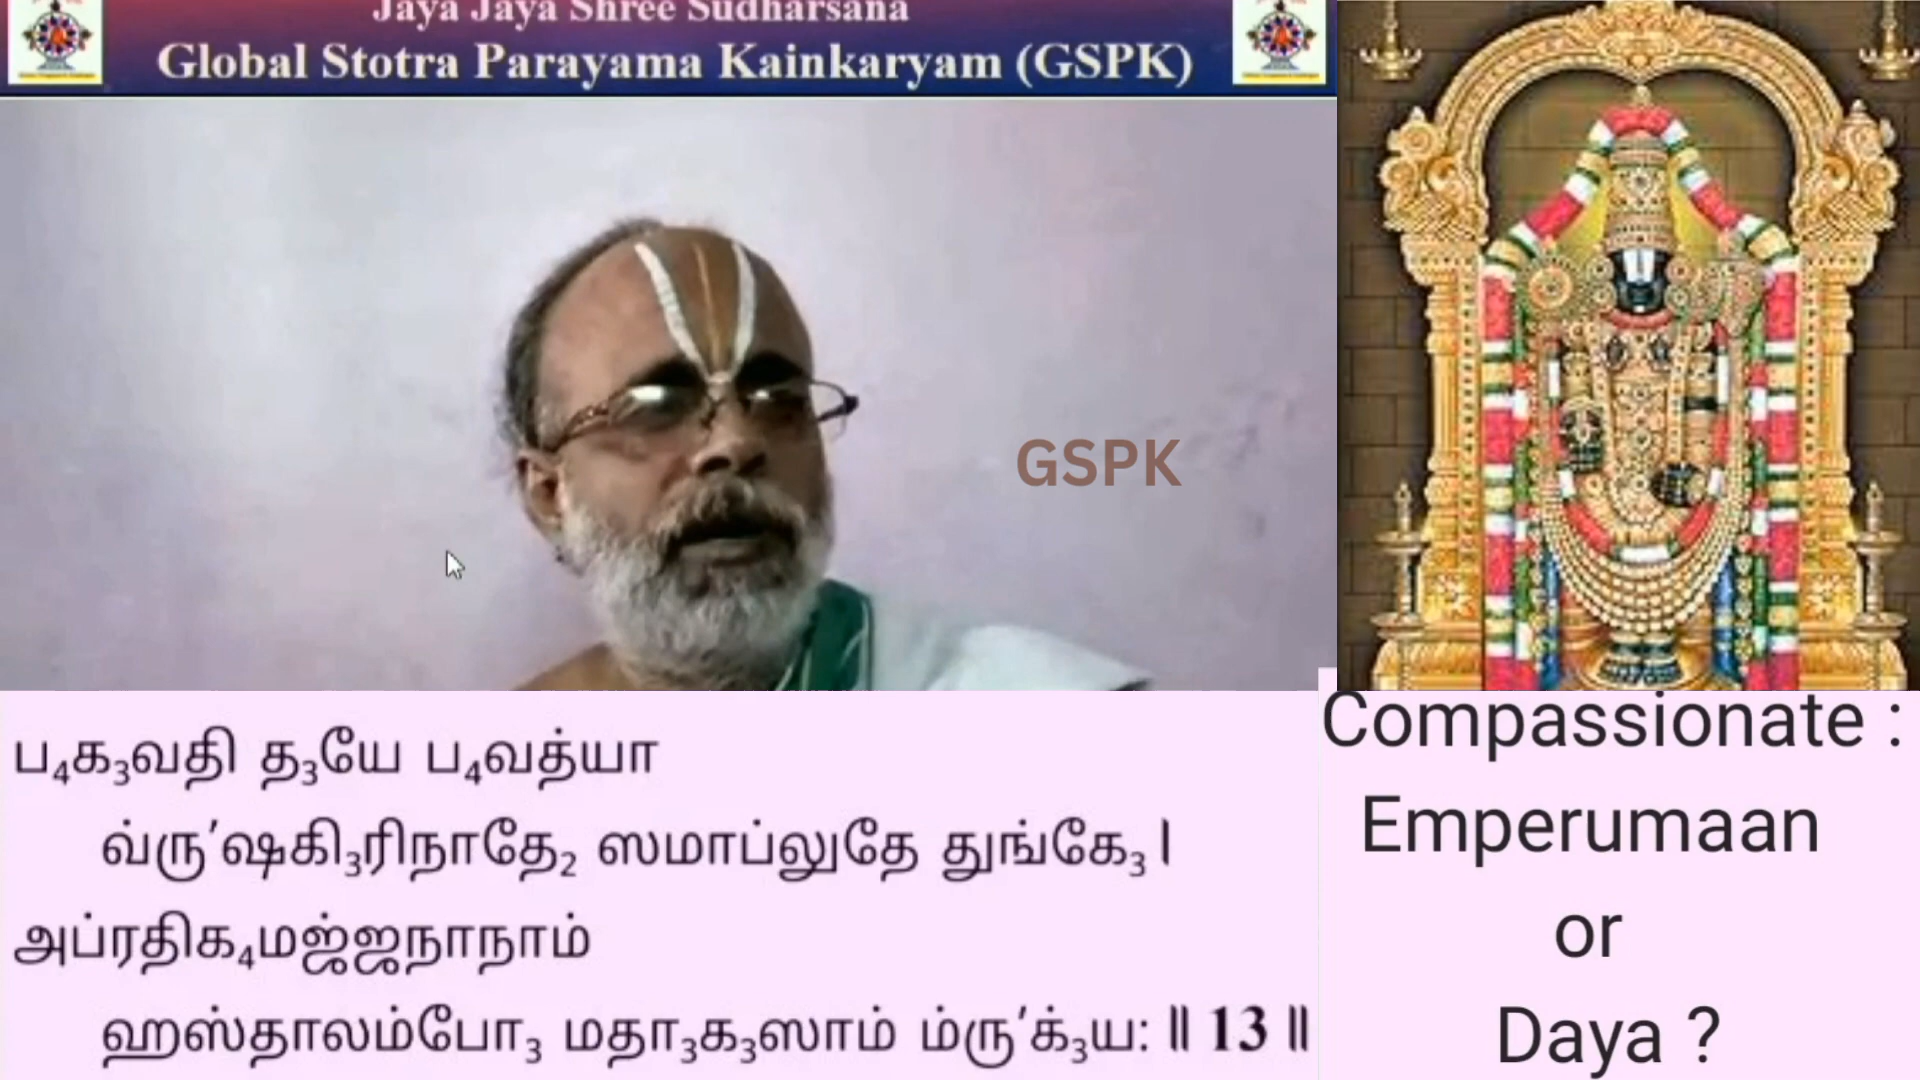 Jaya Jaya Shree Sudharsana
Global Stotra Parayama Kainkaryam (GSPK)
GSPK
ப₄க₃வதி த₃யே ப₄வத்யா
வ்ரு’ஷகி₃ரிநாதே₂ ஸமாப்லுதே துங்கே₃ ।
அப்ரதிக₄மஜ்ஜநாநாம்
ஹஸ்தாலம்போ₃ மதா₃க₃ஸாம் ம்ரு’க்₃ய: ॥ 13 ॥
Compassionate :
Emperumaan
or
Daya ?